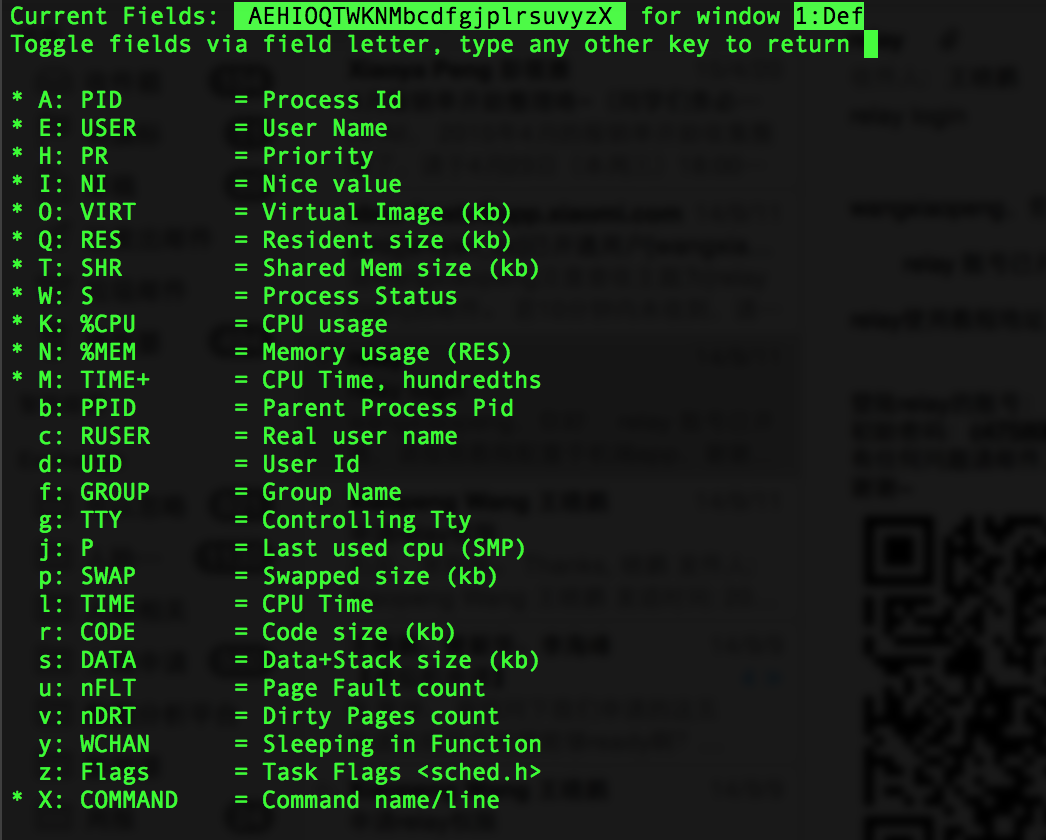 Current Fields: AEHIOQTWKNMbcdfgjplrsuvyzX for window 1:Def
Toggle fields via field letter, type any other key to return
* A: PID = Process Id
* E: USER = User Name
* H: PR = Priority
* I: NI = Nice value
* O: VIRT = Virtual Image (kb)
* Q: RES = Resident size (kb)
* T: SHR = Shared Mem size (kb)
* W: S = Process Status
* K: %CPU = CPU usage
* N: %MEM = Memory usage (RES)
* M: TIME+ = CPU Time, hundredths
b: PPID = Parent Process Pid
c: RUSER = Real user name
d: UID = User Id
f: GROUP = Group Name
g: TTY = Controlling Tty
j: P = Last used cpu (SMP)
p: SWAP = Swapped size (kb)
l: TIME = CPU Time
r: CODE = Code size (kb)
s: DATA = Data+Stack size (kb)
u: nFLT = Page Fault count
v: nDRT = Dirty Pages count
y: WCHAN = Sleeping in Function
z: Flags = Task Flags <sched.h>
* X: COMMAND = Command name/line